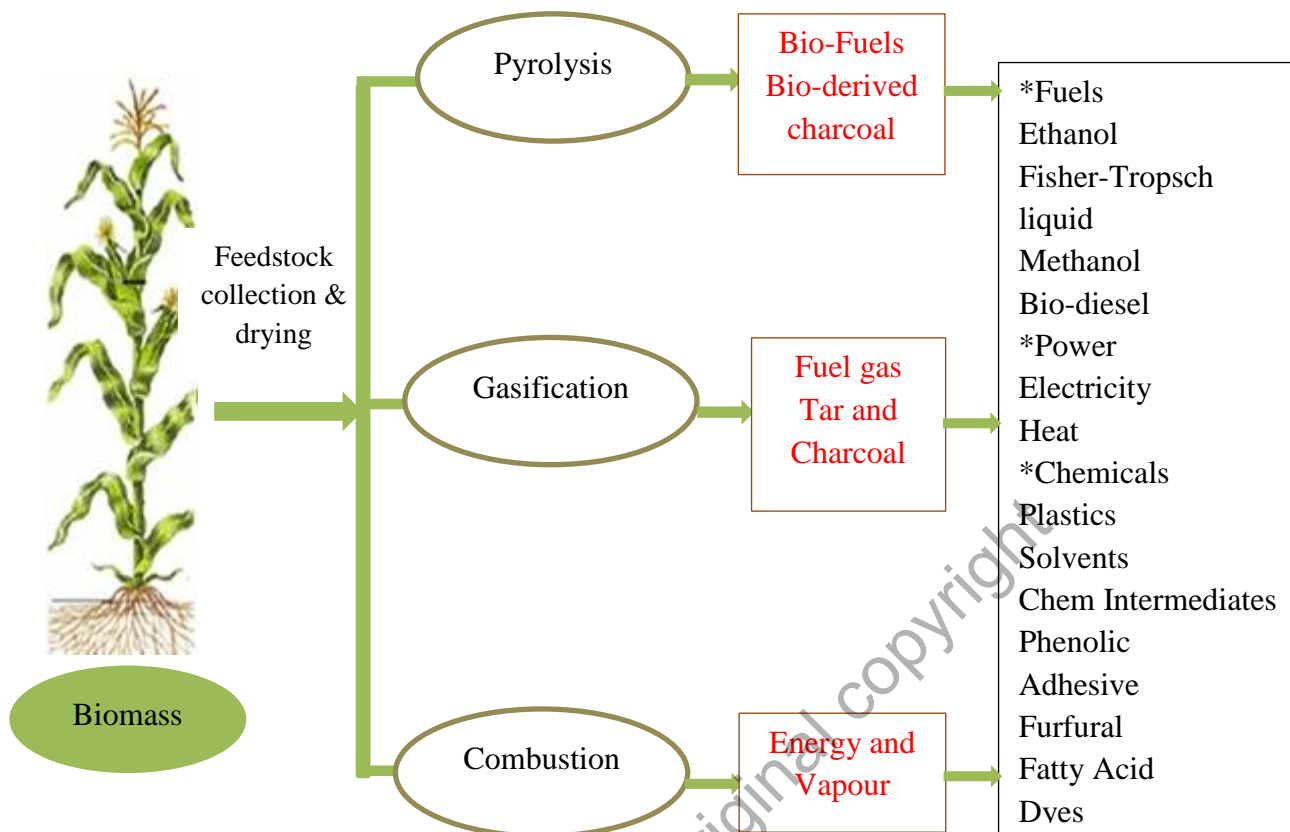 Pyrolysis
Bio-Fuels
Bio-derived
charcoal
Feedstock
collection &
drying
Gasification
Fuel gas
Tar and
Charcoal
Biomass
Combustion
Energy and
Vapour
*Fuels
Ethanol
Fisher-Tropsch
liquid
Methanol
Bio-diesel
*Power
Electricity
Heat
*Chemicals
Plastics
Solvents
Chem Intermediates
Phenolic
Adhesive
Furfural
Fatty Acid
Dyes
original copyright